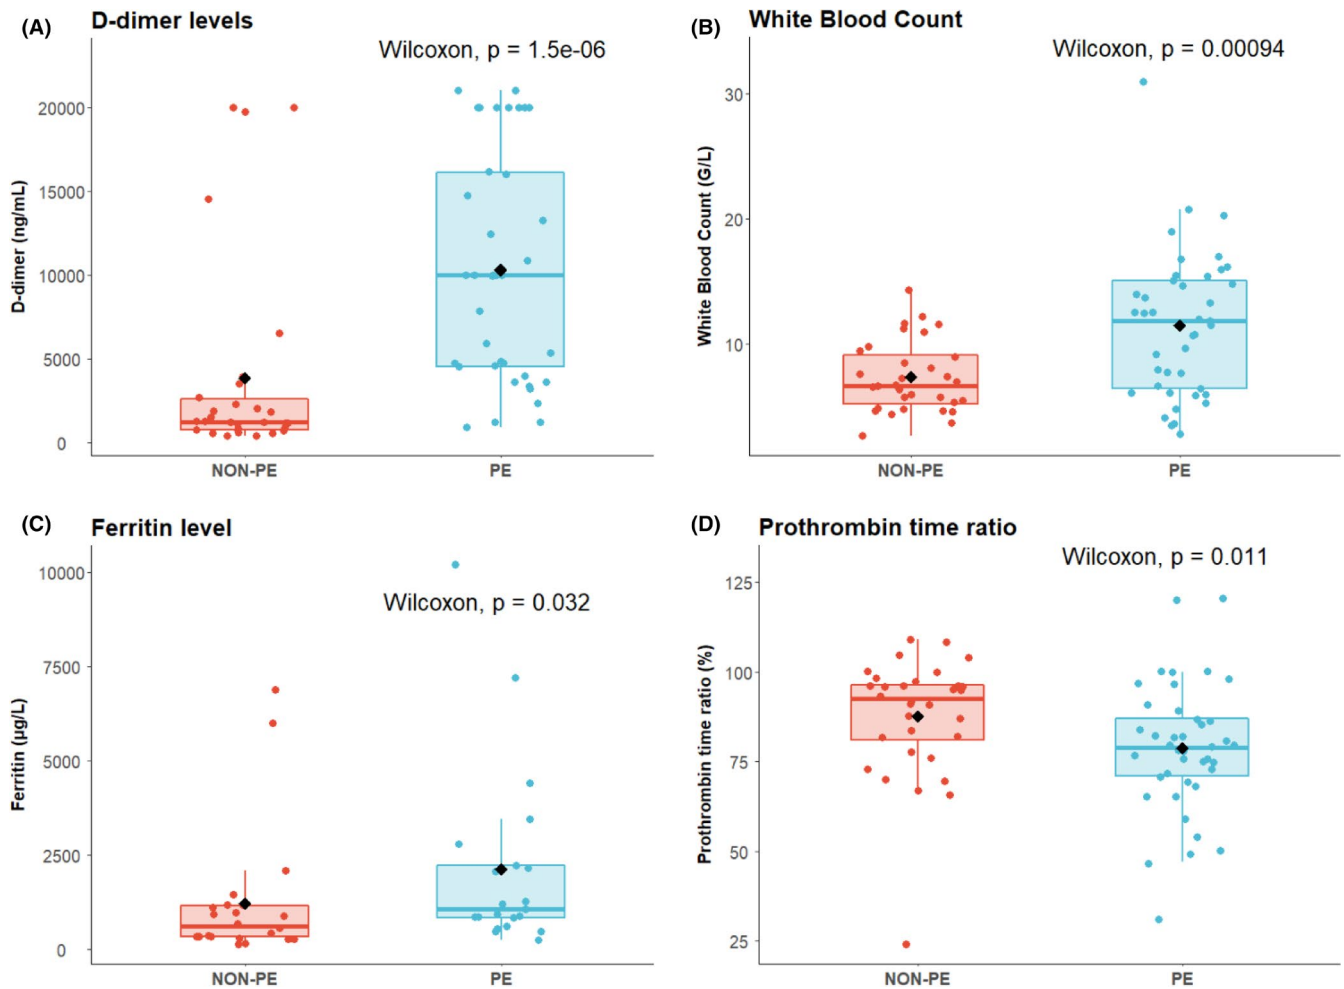 (A) D-dimer levels
Wilcoxon, p = 1.5e-06
D-dimer (ng/mL)
20000
15000
10000
5000
0
NON-PE PE
(B) White Blood Count
Wilcoxon, p = 0.00094
White Blood Count (G/L)
30
20
10
NON-PE PE
(C) Ferritin level
Wilcoxon, p = 0.032
Ferritin (µg/L)
10000
7500
5000
2500
0
NON-PE PE
(D) Prothrombin time ratio
Wilcoxon, p = 0.011
Prothrombin time ratio (%)
125
100
75
50
25
NON-PE PE